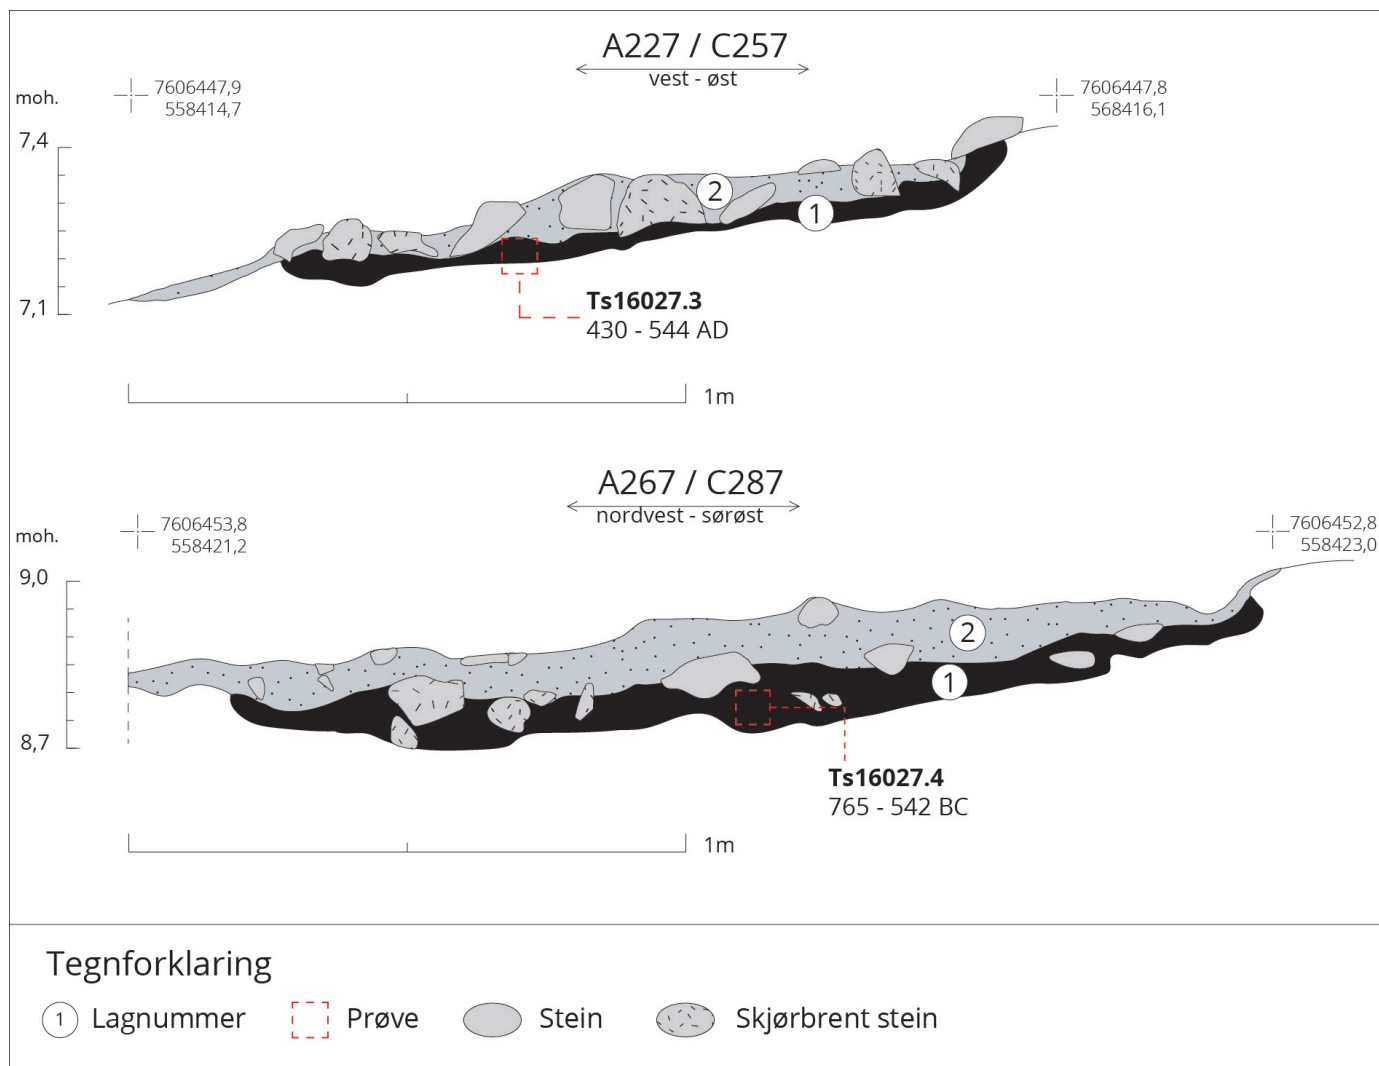 A227 / C257
vest - øst
7606447,9
558414,7
7606447,8
568416,1
moh.
7,4
7,1
2
1
Ts16027.3
430 - 544 AD
1m
A267 / C287
nordvest - sørøst
7606453,8
558421,2
7606452,8
558423,0
moh.
9,0
8,7
2
1
Ts16027.4
765 - 542 BC
1m
Tegnforklaring
1 Lagnummer
Prøve
Stein
Skjørbrent stein